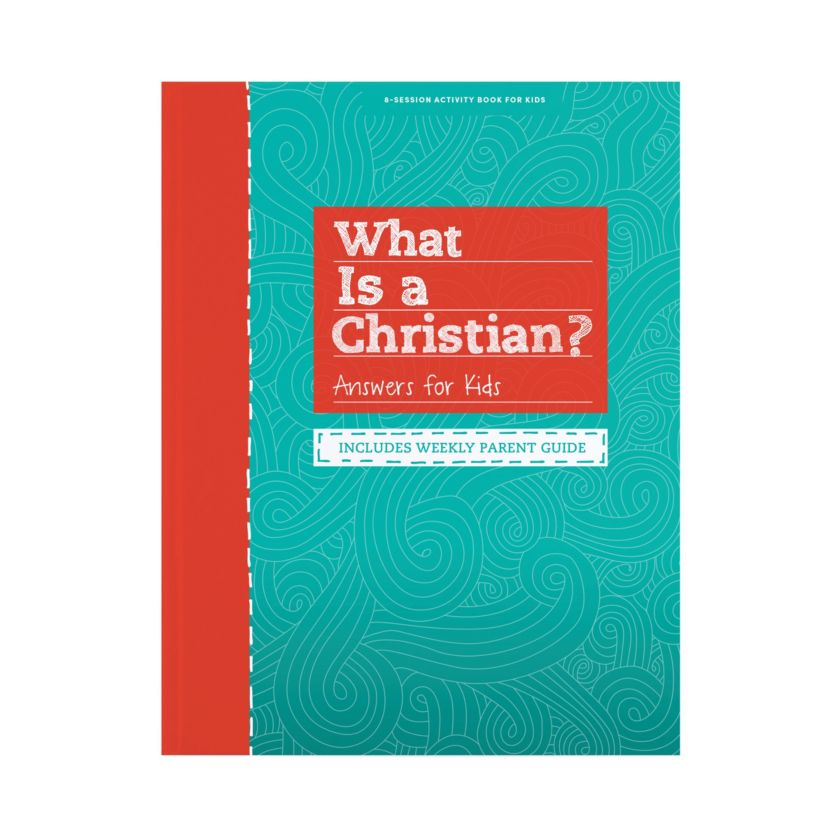 8-SESSION ACTIVITY BOOK FOR KIDS
What
Is a
Christian?
Answers for Kids
INCLUDES WEEKLY PARENT GUIDE